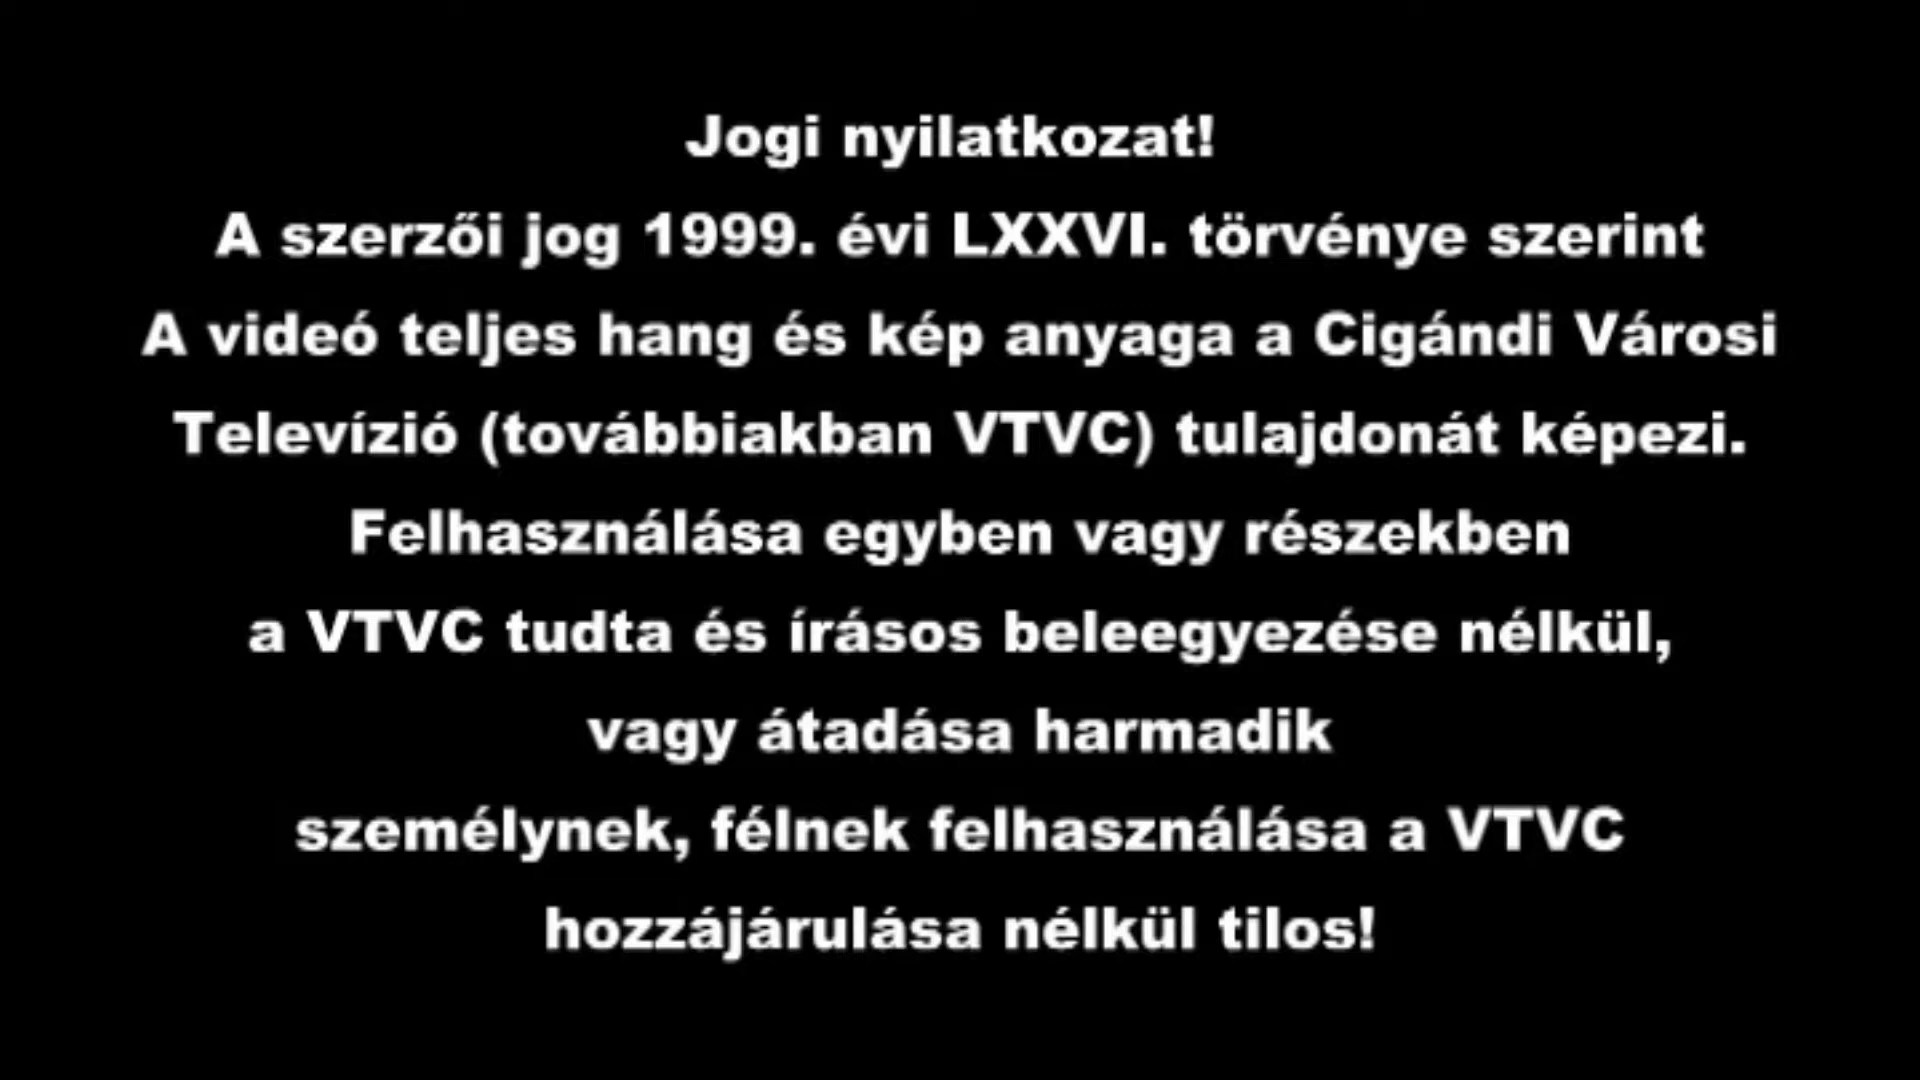 Jogi nyilatkozat!
A szerzői jog 1999. évi LXXVI. törvénye szerint
A videó teljes hang és kép anyaga a Cigándi Városi
Televízió (továbbiakban VTVC) tulajdonát képezi.
Felhasználása egyben vagy részekben
a VTVC tudta és írásos beleegyezése nélkül,
vagy átadása harmadik
személynek, félnek felhasználása a VTVC
hozzájárulása nélkül tilos!